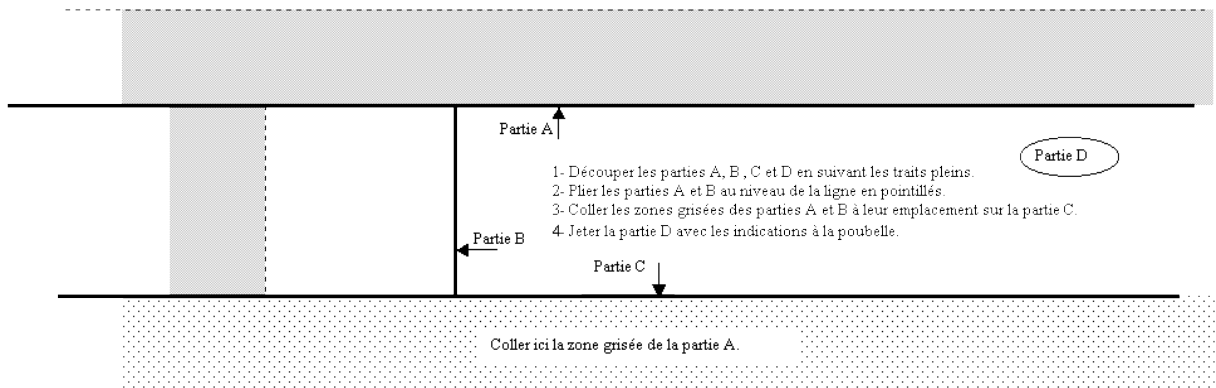 Partie A
Partie D
1- Découper les parties A, B , C et D en suivant les traits pleins.
2- Plier les parties A et B au niveau de la ligne en pointillés.
3- Coller les zones grisées des parties A et B à leur emplacement sur la partie C.
4- Jeter la partie D avec les indications à la poubelle.
Partie B
Partie C
Coller ici la zone grisée de la partie A.